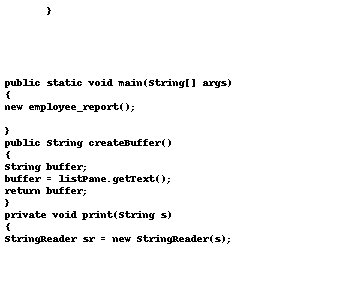 }
public static void main(String[] args)
{
new employee_report();
}
public String createBuffer()
{
String buffer;
buffer = listPane.getText();
return buffer;
}
private void print(String s)
{
StringReader sr = new StringReader(s);